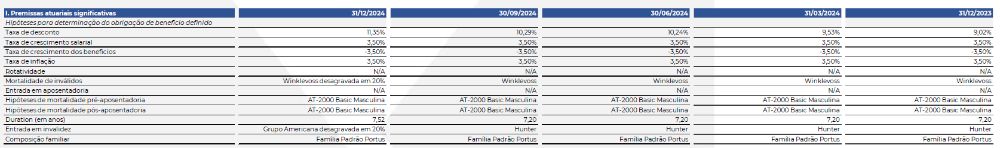 I. Premissas atuariais significativas 31/12/2024 30/09/2024 30/06/2024 31/03/2024 31/12/2023
Hipóteses para determinação do obrigação de benefício definido
Taxa de desconto 11,35% 10,29% 10,24% 9,53% 9,02%
Taxa de crescimento salarial 3,50% 3,50% 3,50% 3,50% 3,50%
Taxa de crescimento dos benefícios -3,50% -3,50% -3,50% -3,50% -3,50%
Taxa de inflação 3,50% 3,50% 3,50% 3,50% 3,50%
Rotatividade N/A N/A N/A N/A N/A
Mortalidade de inválidos Winklevoss desagravada em 20% Winklevoss Winklevoss Winklevoss Winklevoss
Entrada em aposentadoria N/A N/A N/A N/A N/A
Hipóteses de mortalidade pré-aposentadoria AT-2000 Basic Masculina AT-2000 Basic Masculina AT-2000 Basic Masculina AT-2000 Basic Masculina AT-2000 Basic Masculina
Hipóteses de mortalidade pós-aposentadoria AT-2000 Basic Masculina AT-2000 Basic Masculina AT-2000 Basic Masculina AT-2000 Basic Masculina AT-2000 Basic Masculina
Duration (em anos) 7,52 7,20 7,20 7,20 7,20
Entrada em invalidez Grupo Americana desagravada em 20% Hunter Hunter Hunter Hunter
Composição familiar Família Padrão Portus Família Padrão Portus Família Padrão Portus Família Padrão Portus Família Padrão Portus